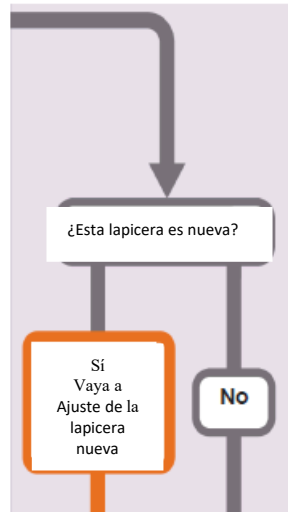 ¿Esta lapicera es nueva?
Sí
Vaya a
Ajuste de la
lapicera
nueva
No